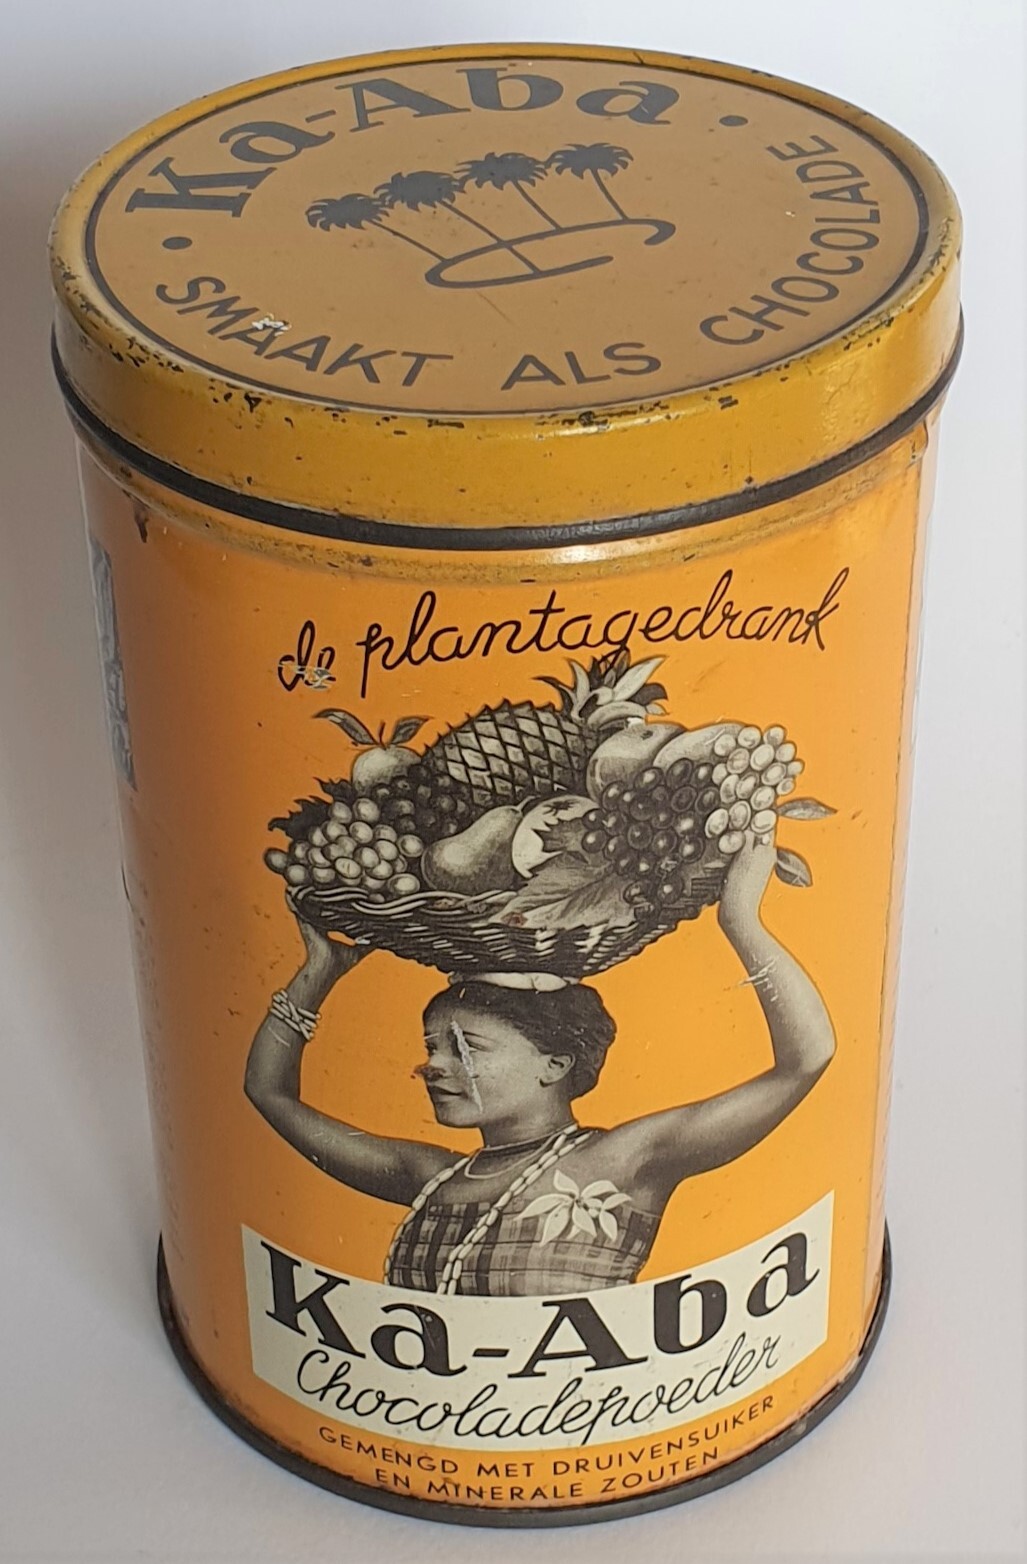 • Ka-Aba •
SMAAKT ALS CHOCOLADE
de plantagedrank
Ka-Aba
Chocoladepoeder
GEMENGD MET DRUIVENSUIKER
EN MINERALE ZOUTEN